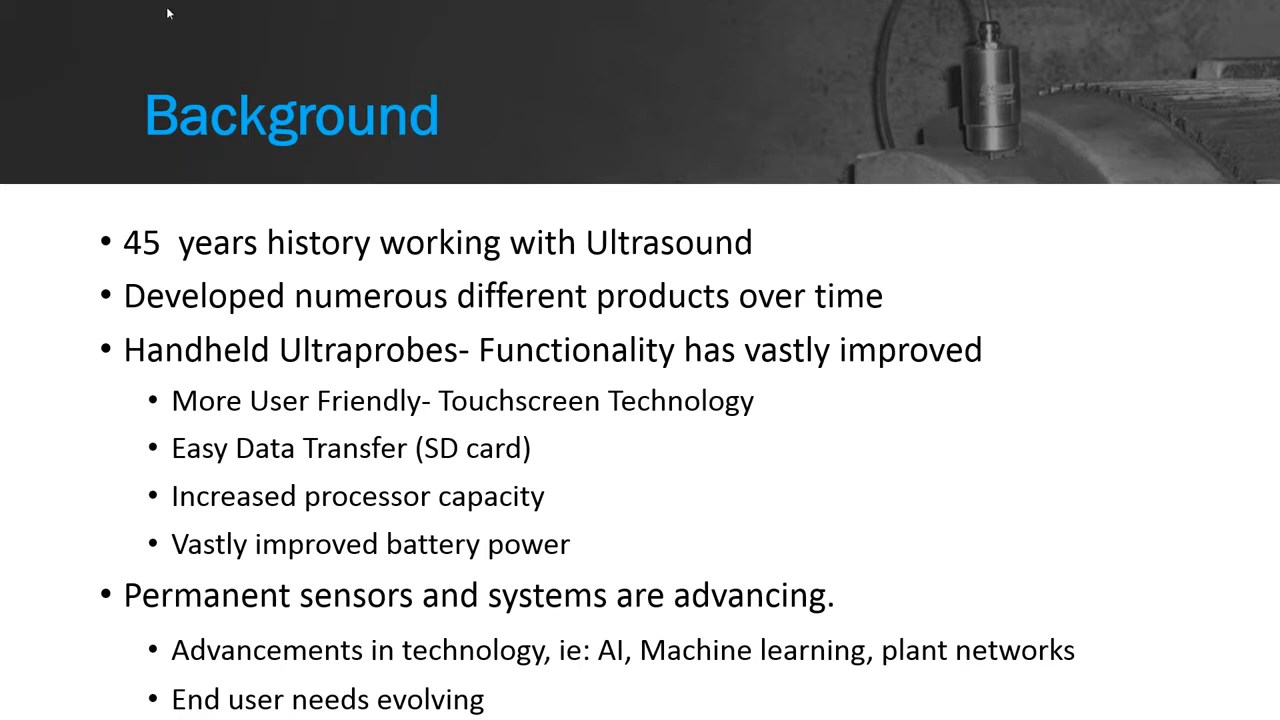 Background
• 45  years history working with Ultrasound
• Developed numerous different products over time
• Handheld Ultraprobes- Functionality has vastly improved
• More User Friendly- Touchscreen Technology
• Easy Data Transfer (SD card)
• Increased processor capacity
• Vastly improved battery power
• Permanent sensors and systems are advancing.
• Advancements in technology, ie: AI, Machine learning, plant networks
• End user needs evolving